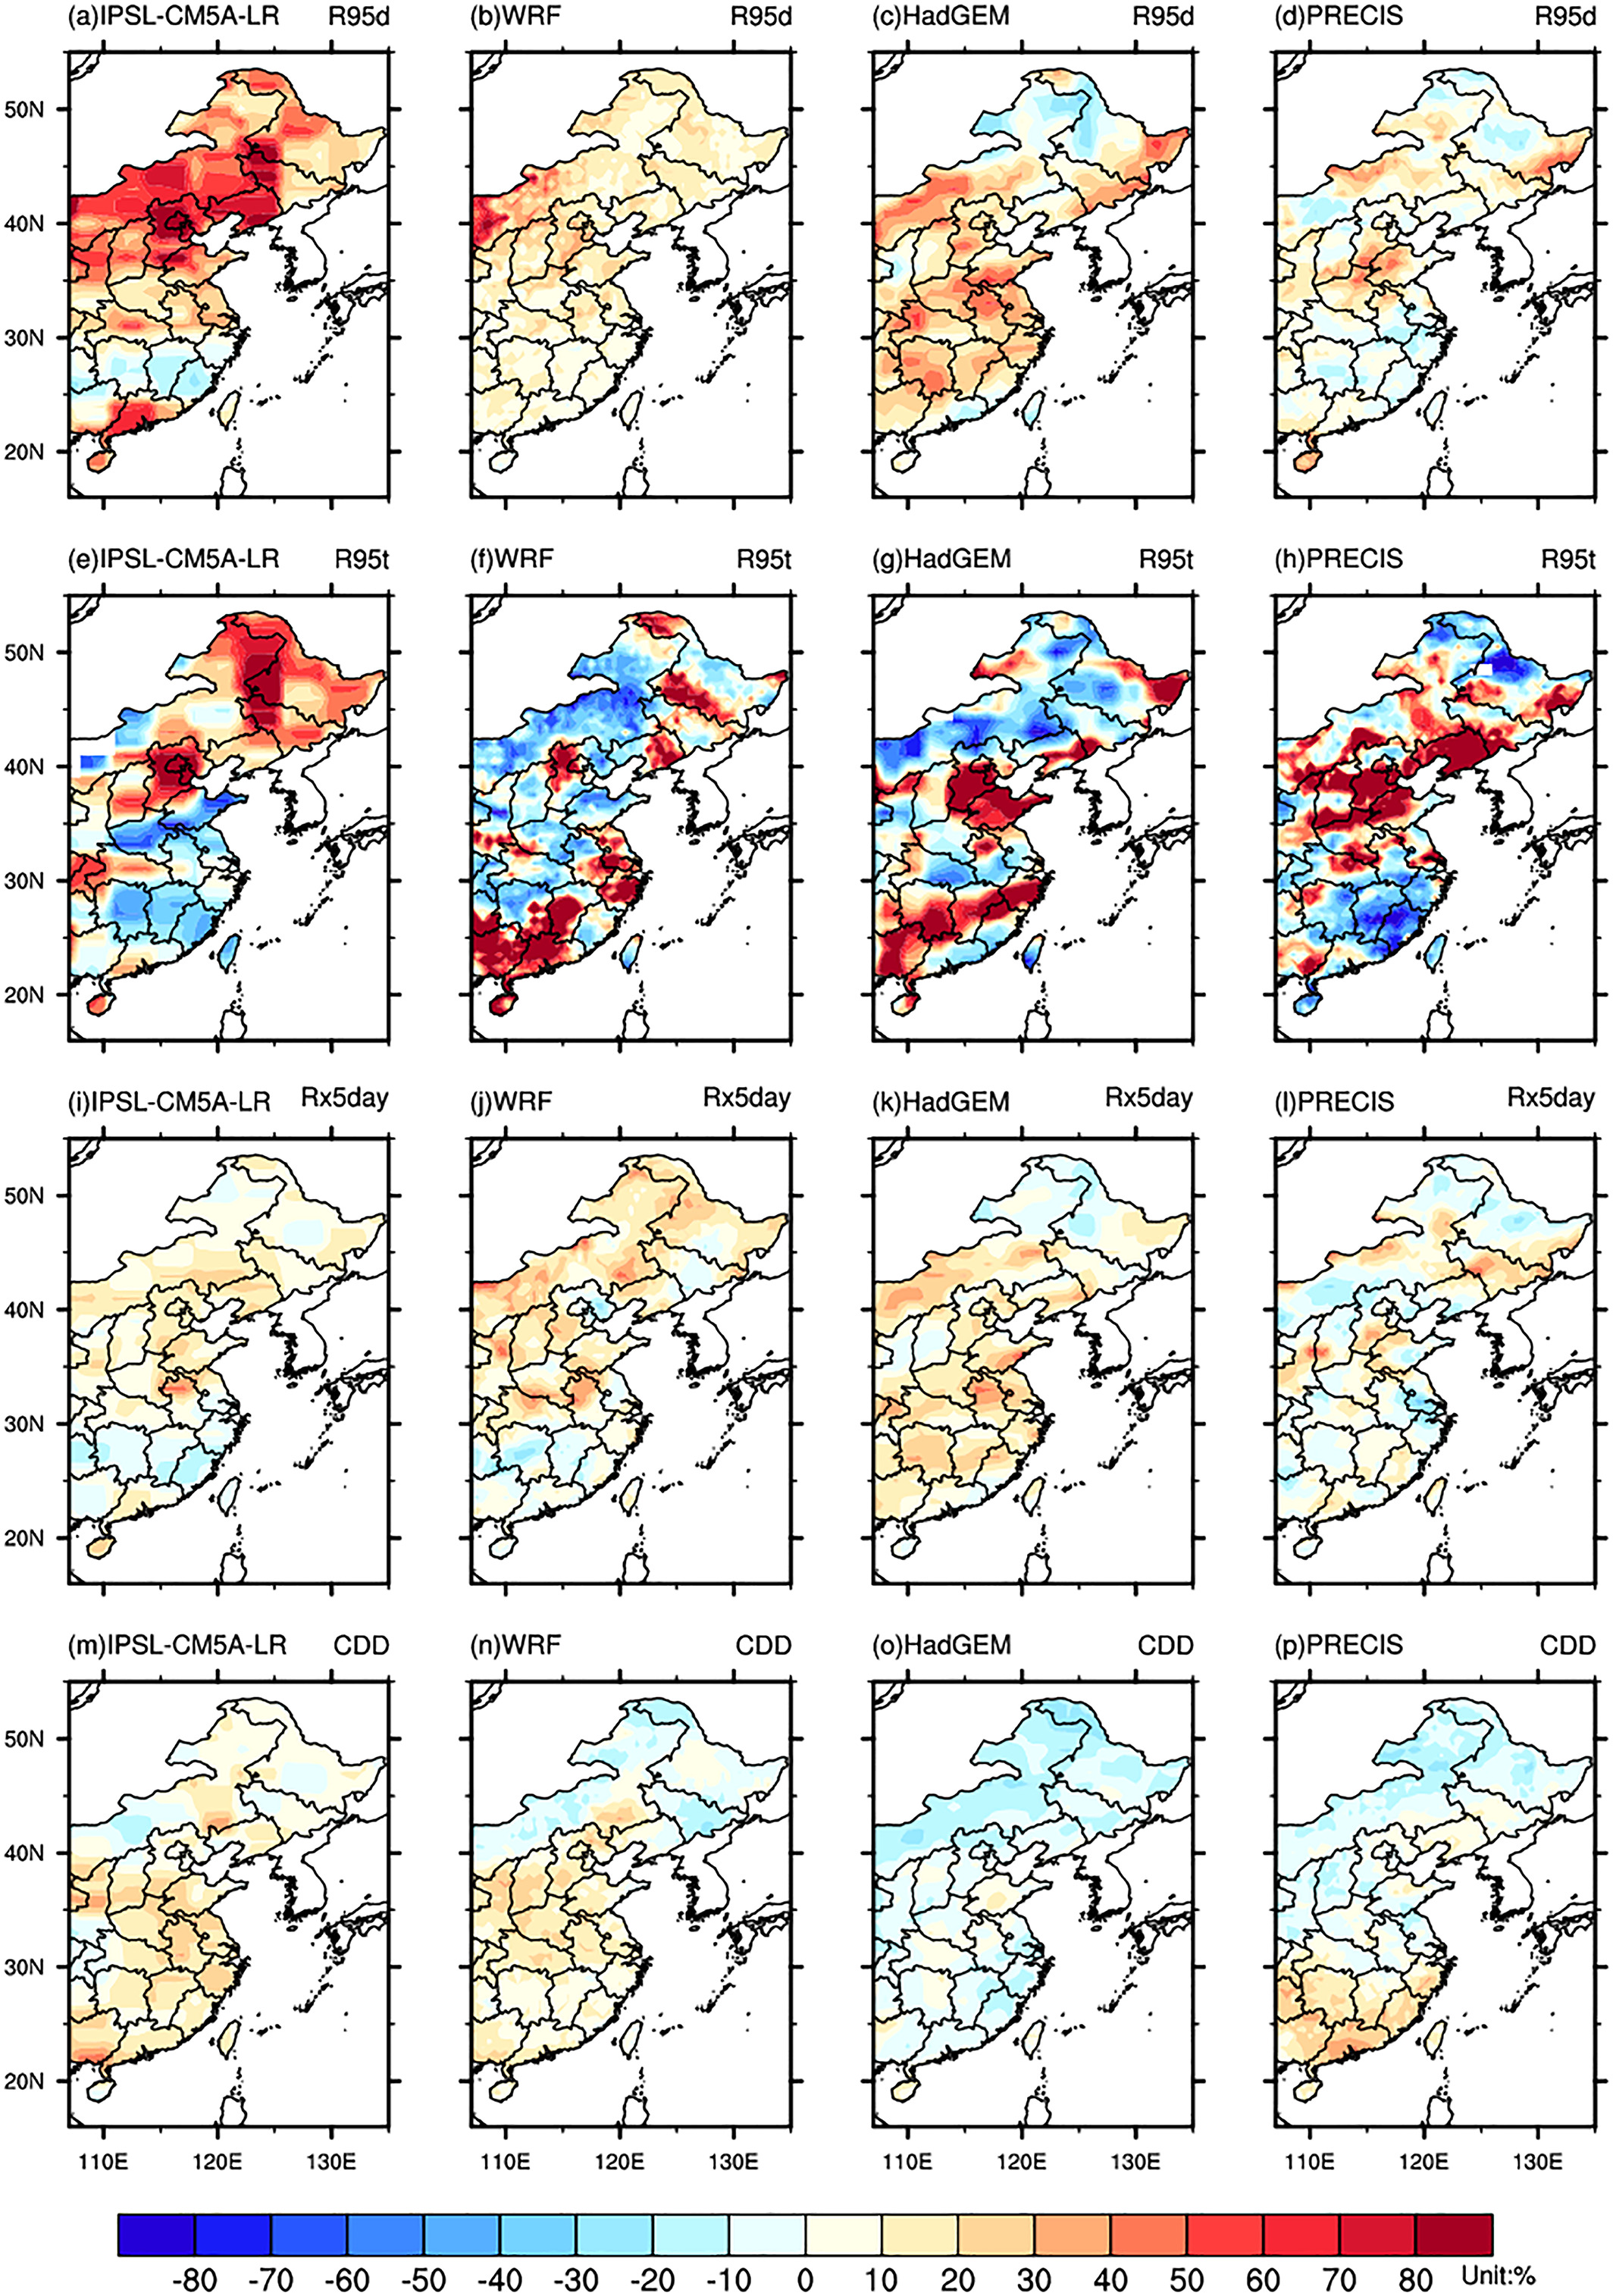 (a)IPSL-CM5A-LR R95d (b)WRF R95d (c)HadGEM R95d (d)PRECIS R95d
50N
40N
30N
20N
(e)IPSL-CM5A-LR R95t (f)WRF R95t (g)HadGEM R95t (h)PRECIS R95t
50N
40N
30N
20N
(i)IPSL-CM5A-LR Rx5day (j)WRF Rx5day (k)HadGEM Rx5day (l)PRECIS Rx5day
50N
40N
30N
20N
(m)IPSL-CM5A-LR CDD (n)WRF CDD (o)HadGEM CDD (p)PRECIS CDD
50N
40N
30N
20N
110E 120E 130E 110E 120E 130E 110E 120E 130E 110E 120E 130E
-80 -70 -60 -50 -40 -30 -20 -10 0 10 20 30 40 50 60 70 80 Unit:%